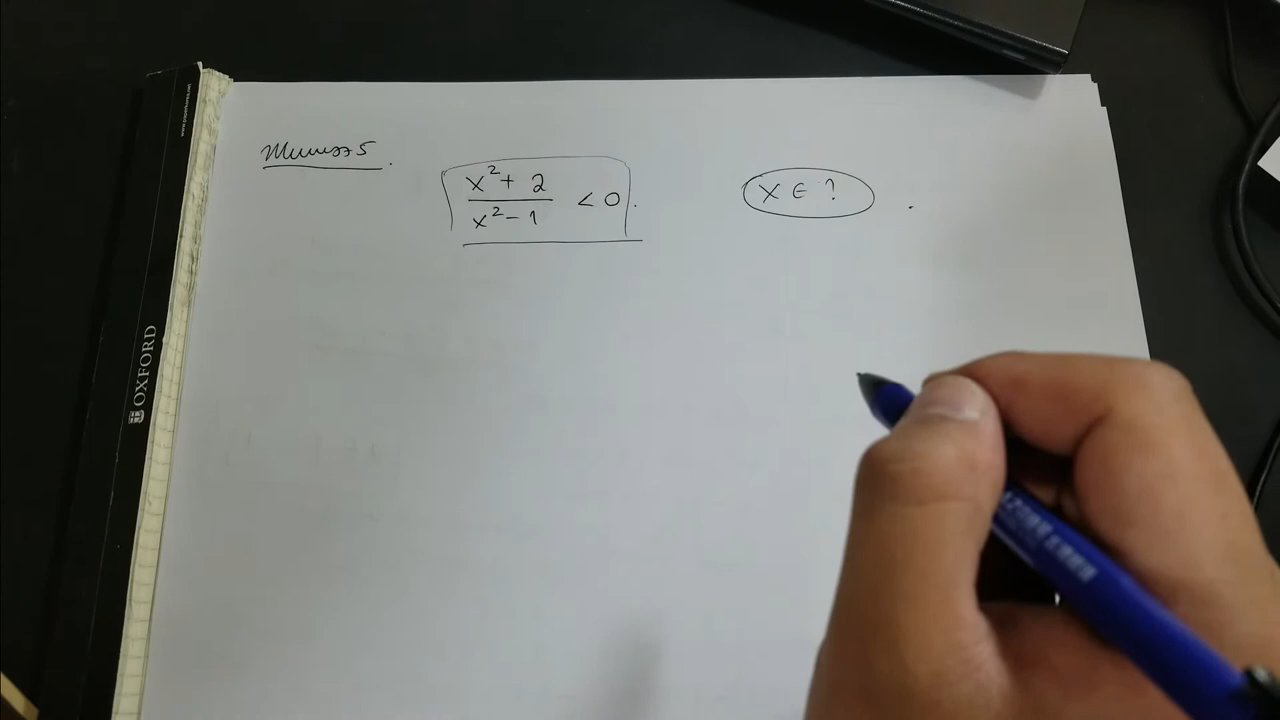 x² + 2 / x² - 1 < 0.
x ∈ ?
OXFORD